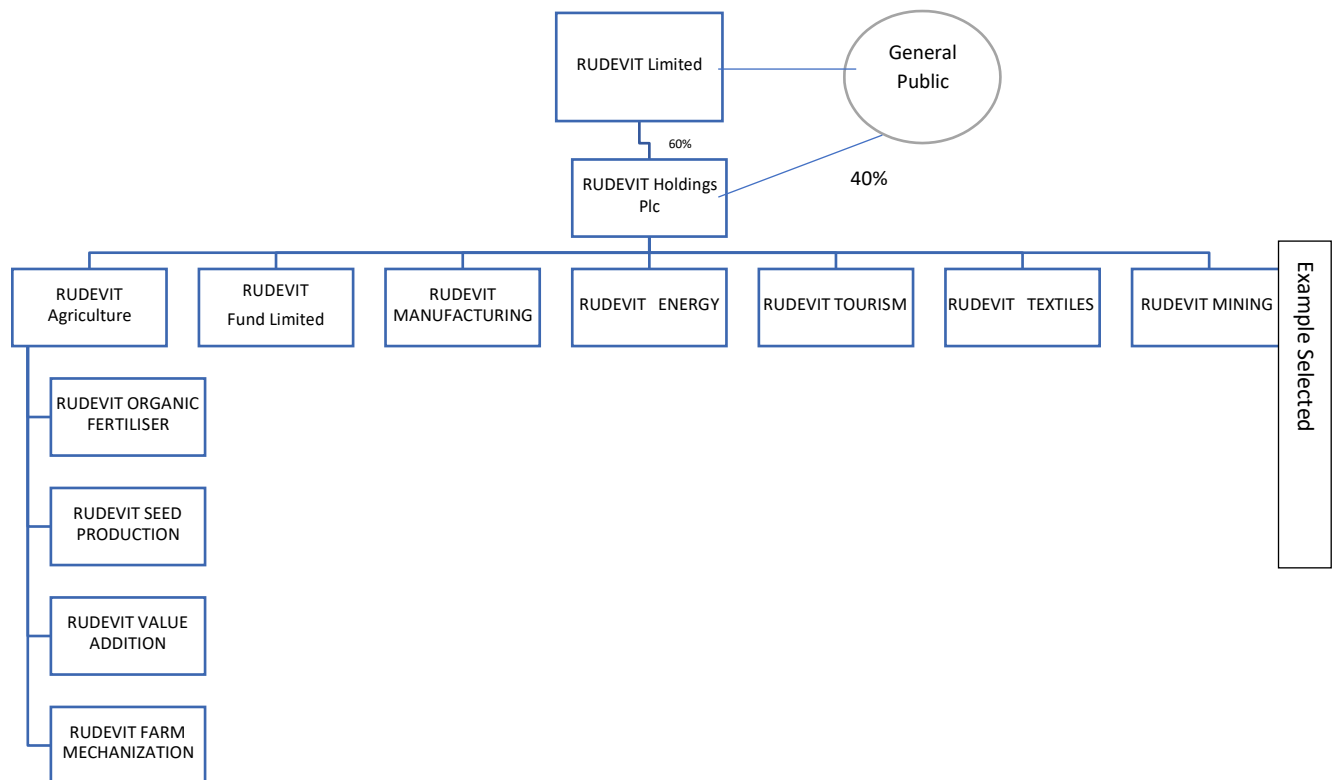 RUDEVIT Limited
General
Public
60%
RUDEVIT Holdings
Plc
40%
RUDEVIT
Agriculture
RUDEVIT
Fund Limited
RUDEVIT
MANUFACTURING
RUDEVIT ENERGY
RUDEVIT TOURISM
RUDEVIT TEXTILES
RUDEVIT MINING
Example Selected
RUDEVIT ORGANIC
FERTILISER
RUDEVIT SEED
PRODUCTION
RUDEVIT VALUE
ADDITION
RUDEVIT FARM
MECHANIZATION